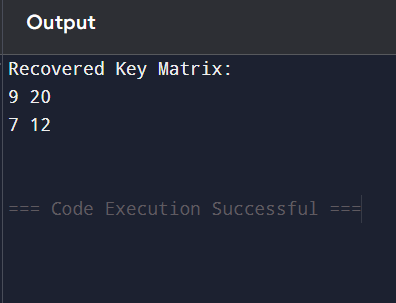 Output
Recovered Key Matrix:
9 20
7 12
=== Code Execution Successful ===